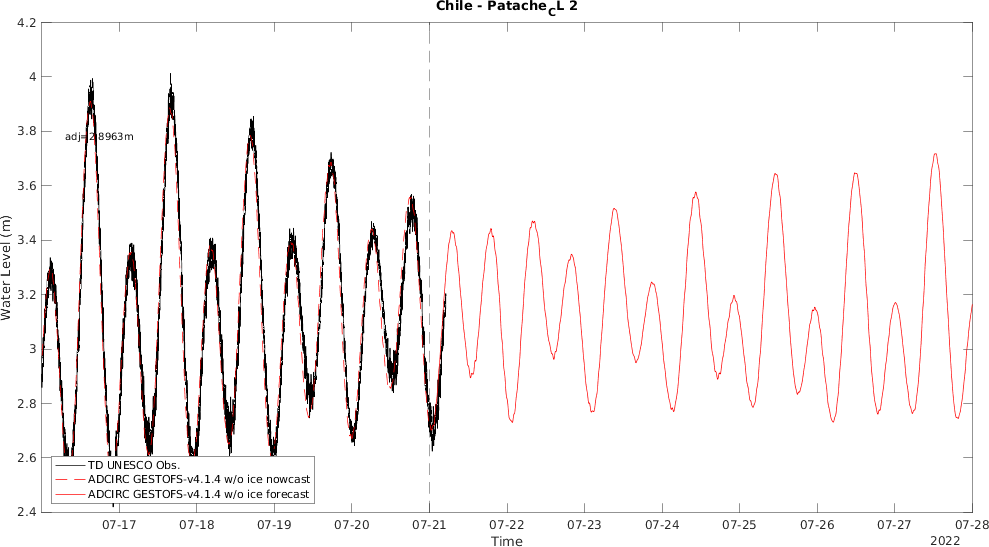 Chile - Patache_CL 2
4.2
4
3.8
3.6
3.4
3.2
3
2.8
2.6
2.4
Water Level (m)
adj=2.8963m
TD UNESCO Obs.
ADCIRC GESTOFS-v4.1.4 w/o ice nowcast
ADCIRC GESTOFS-v4.1.4 w/o ice forecast
07-17 07-18 07-19 07-20 07-21 07-22 07-23 07-24 07-25 07-26 07-27 07-28
Time
2022